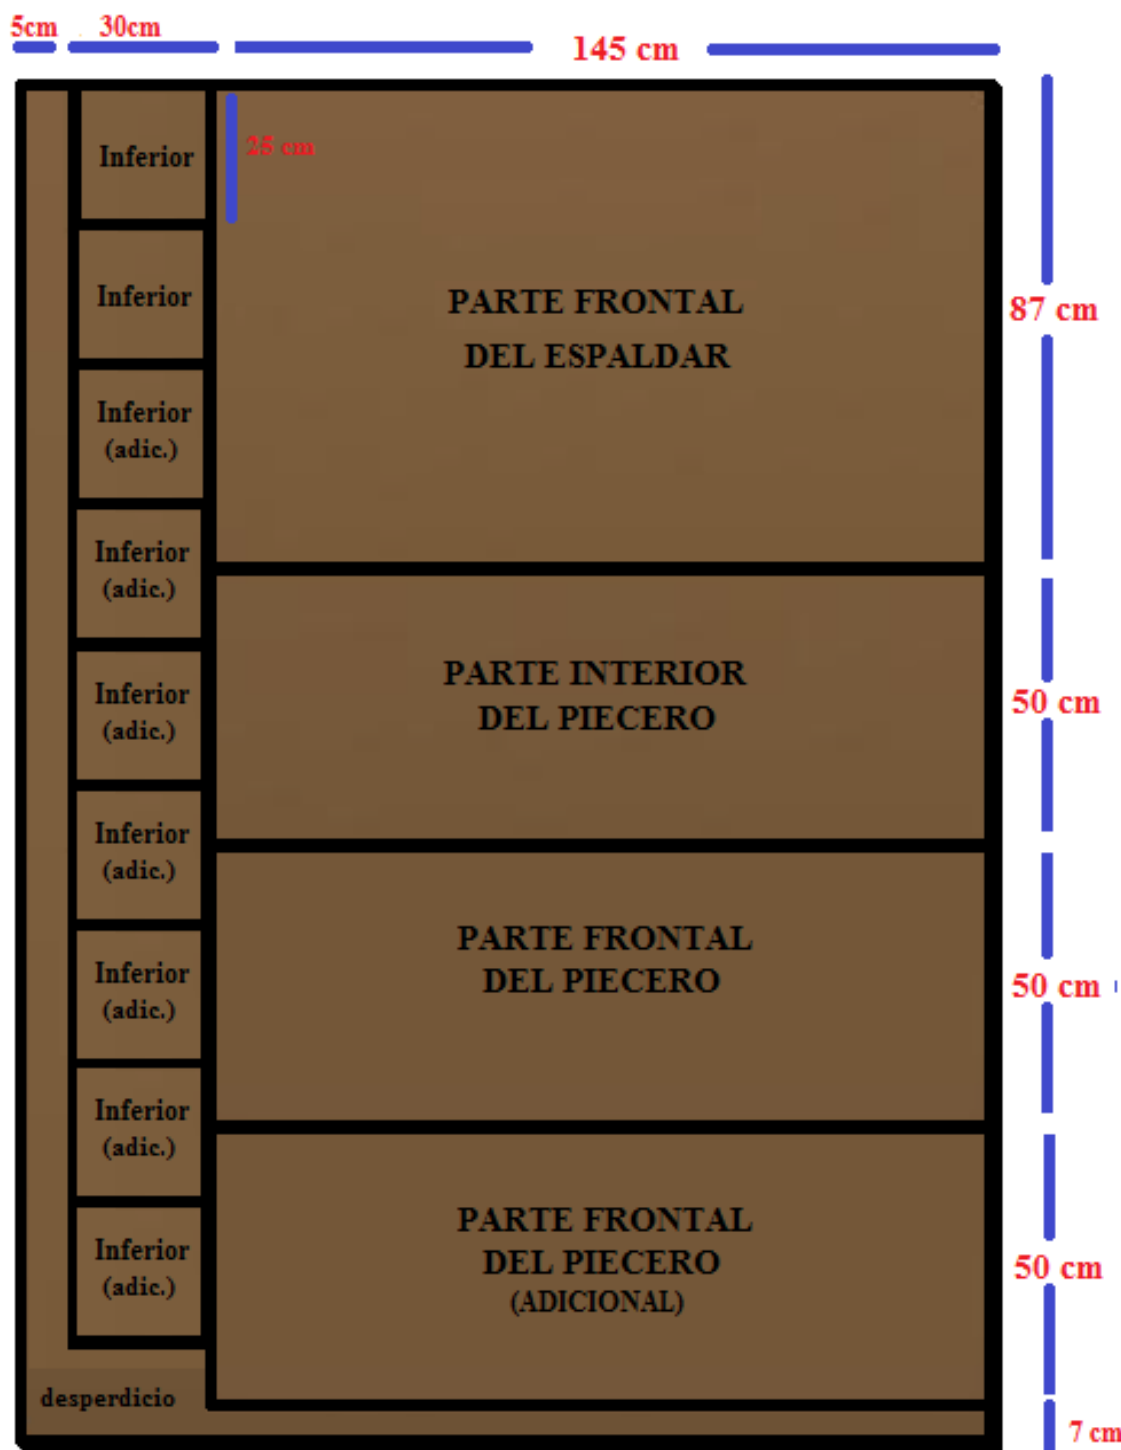 5cm 30cm
145 cm
25 cm
Inferior
Inferior
Inferior
(adic.)
Inferior
(adic.)
Inferior
(adic.)
Inferior
(adic.)
Inferior
(adic.)
Inferior
(adic.)
Inferior
(adic.)
desperdicio
PARTE FRONTAL
DEL ESPALDAR
87 cm
PARTE INTERIOR
DEL PIECERO
50 cm
PARTE FRONTAL
DEL PIECERO
50 cm
PARTE FRONTAL
DEL PIECERO
(ADICIONAL)
50 cm
7 cm